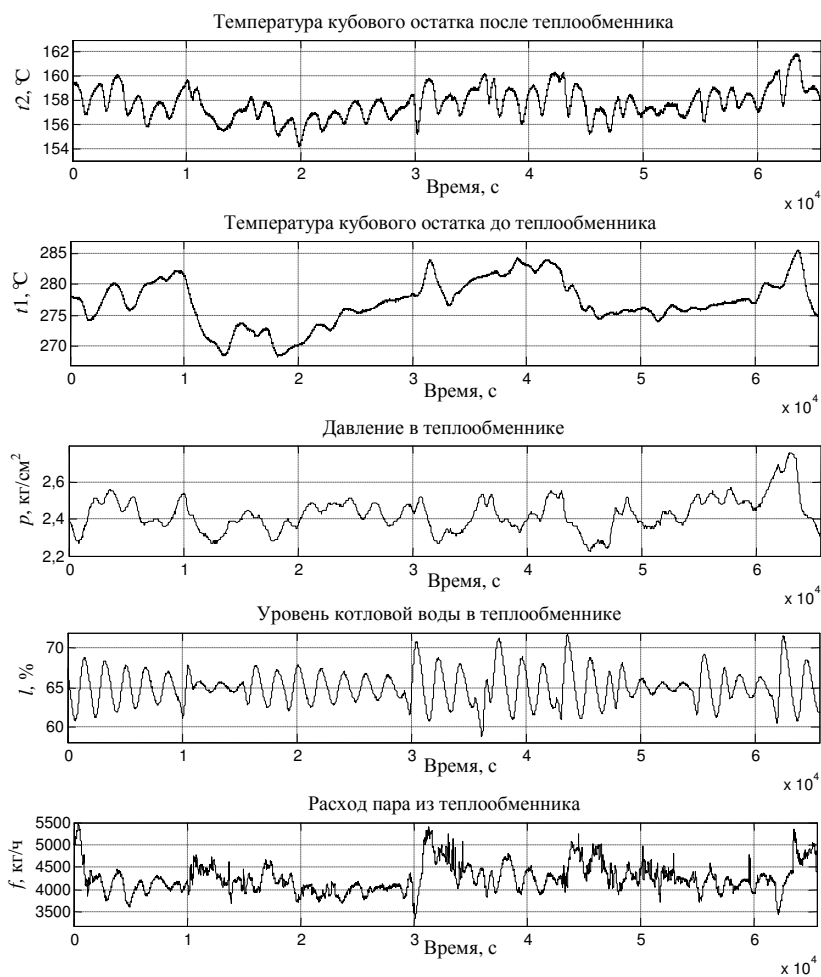 Температура кубового остатка после теплообменника
162
160
158
156
154
t2, °C
0 1 2 3 4 5 6
Время, с
x 10^4
Температура кубового остатка до теплообменника
285
280
275
270
t1, °C
0 1 2 3 4 5 6
Время, с
x 10^4
Давление в теплообменнике
2,6
2,4
2,2
p, кг/см²
0 1 2 3 4 5 6
Время, с
x 10^4
Уровень котловой воды в теплообменнике
70
65
60
l, %
0 1 2 3 4 5 6
Время, с
x 10^4
Расход пара из теплообменника
5500
5000
4500
4000
3500
f, кг/ч
0 1 2 3 4 5 6
Время, с
x 10^4